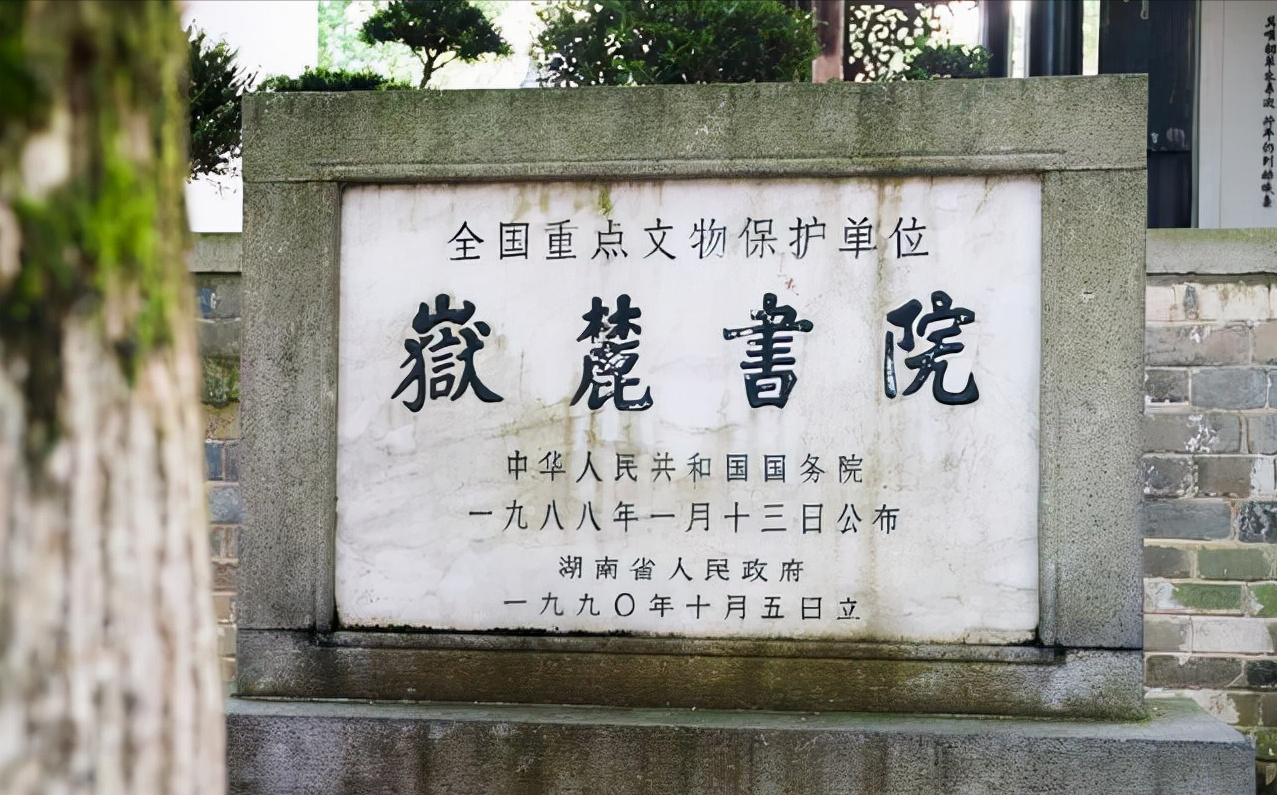 全国重点文物保护单位
嶽麓書院
中华人民共和国国务院
一九八八年一月十三日公布
湖南省人民政府
一九九〇年十月五日立